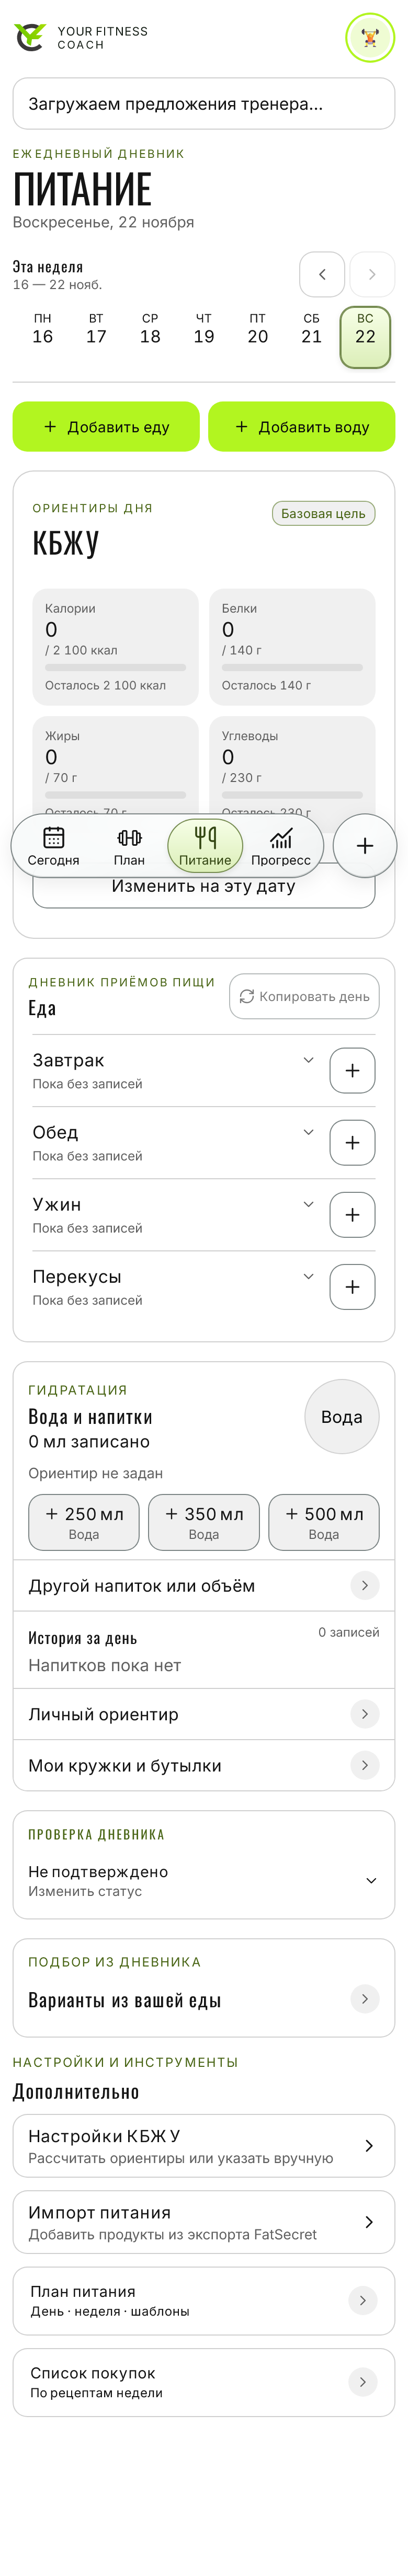 YOUR FITNESS
COACH
Загружаем предложения тренера...
ЕЖЕДНЕВНЫЙ ДНЕВНИК
ПИТАНИЕ
Воскресенье, 22 ноября
Эта неделя
16 — 22 нояб.
ПН ВТ СР ЧТ ПТ СБ ВС
16 17 18 19 20 21 22
+ Добавить еду + Добавить воду
ОРИЕНТИРЫ ДНЯ
Базовая цель
КБЖУ
Калории Белки
0 0
/ 2 100 ккал / 140 г
Осталось 2 100 ккал Осталось 140 г
Жиры Углеводы
0 0
/ 70 г / 230 г
Осталось 70 г Осталось 230 г
Сегодня План Питание Прогресс +
Изменить на эту дату
ДНЕВНИК ПРИЁМОВ ПИЩИ
Еда
Копировать день
Завтрак
Пока без записей
Обед
Пока без записей
Ужин
Пока без записей
Перекусы
Пока без записей
ГИДРАТАЦИЯ
Вода и напитки
0 мл записано
Вода
Ориентир не задан
+ 250 мл + 350 мл + 500 мл
Вода Вода Вода
Другой напиток или объём
История за день 0 записей
Напитков пока нет
Личный ориентир
Мои кружки и бутылки
ПРОВЕРКА ДНЕВНИКА
Не подтверждено
Изменить статус
ПОДБОР ИЗ ДНЕВНИКА
Варианты из вашей еды
НАСТРОЙКИ И ИНСТРУМЕНТЫ
Дополнительно
Настройки КБЖУ
Рассчитать ориентиры или указать вручную
Импорт питания
Добавить продукты из экспорта FatSecret
План питания
День · неделя · шаблоны
Список покупок
По рецептам недели